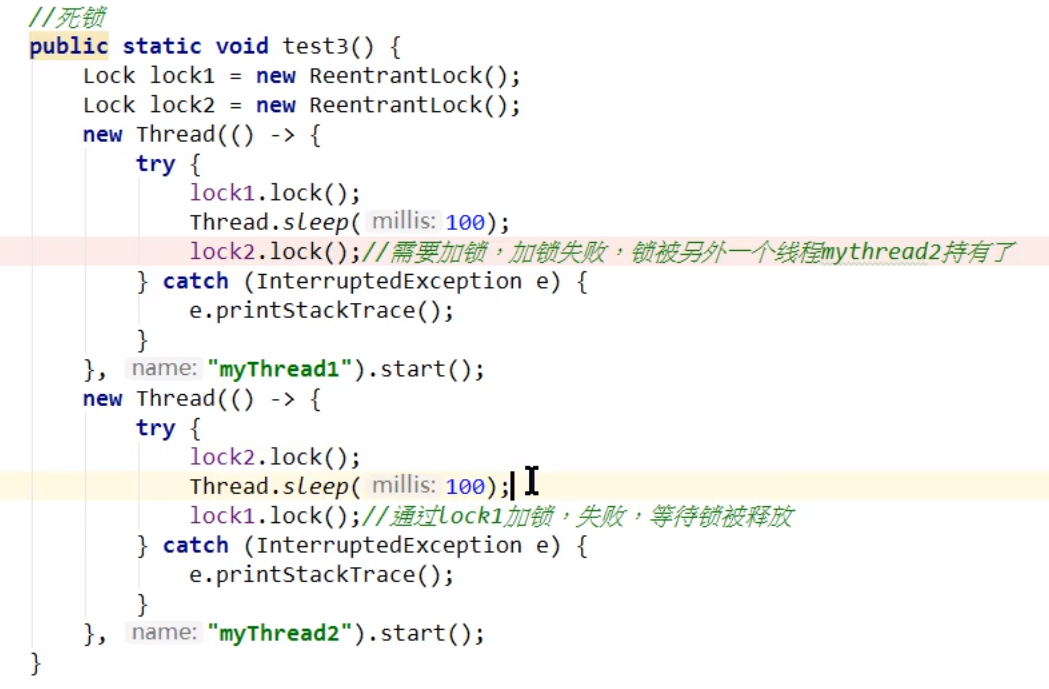 //死锁
public static void test3() {
Lock lock1 = new ReentrantLock();
Lock lock2 = new ReentrantLock();
new Thread(() -> {
try {
lock1.lock();
Thread.sleep( millis: 100);
lock2.lock();//需要加锁，加锁失败，锁被另外一个线程mythread2持有了
} catch (InterruptedException e) {
e.printStackTrace();
}
}, name: "myThread1").start();
new Thread(() -> {
try {
lock2.lock();
Thread.sleep( millis: 100);
lock1.lock();//通过lock1加锁，失败，等待锁被释放
} catch (InterruptedException e) {
e.printStackTrace();
}
}, name: "myThread2").start();
}